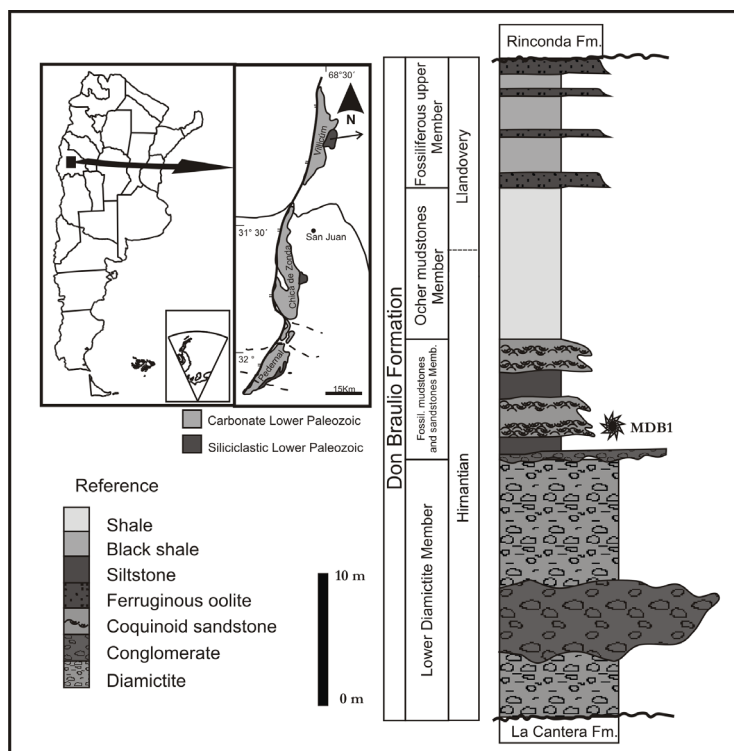 68°30´
N
Villicum
31° 30´
San Juan
Chica de Zonda
32°
Pedernal
15Km
Carbonate Lower Paleozoic
Siliciclastic Lower Paleozoic
Reference
Shale
Black shale
Siltstone
Ferruginous oolite
Coquinoid sandstone
Conglomerate
Diamictite
10 m
0 m
Don Braulio Formation
Fossiliferous upper
Member
Ocher mudstones
Member
Fossil. mudstones
and sandstones Memb.
Lower Diamictite Member
Llandovery
Hirnantian
Rinconda Fm.
MDB1
La Cantera Fm.